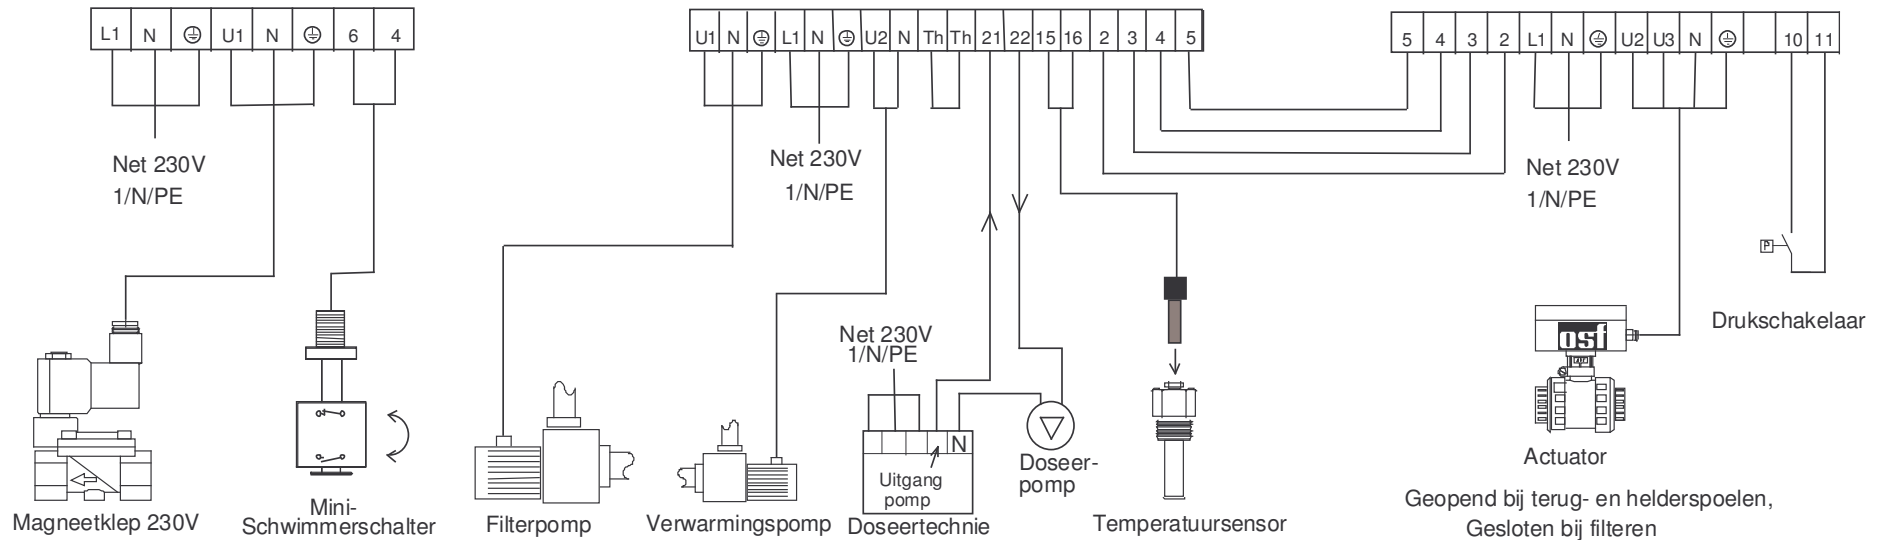 L1 N U1 N 6 4
U1 N L1 N U2 N Th Th 21 22 15 16 2 3 4 5
5 4 3 2 L1 N U2 U3 N 10 11
Net 230V
1/N/PE
Net 230V
1/N/PE
Net 230V
1/N/PE
P
Drukschakelaar
osf
Net 230V
1/N/PE
N
Uitgang
pomp
Doseer-
pomp
Actuator
Geopend bij terug- en helderspoelen,
Gesloten bij filteren
Magneetklep 230V
Mini-
Schwimmerschalter
Filterpomp
Verwarmingspomp
Doseertechnie
Temperatuursensor